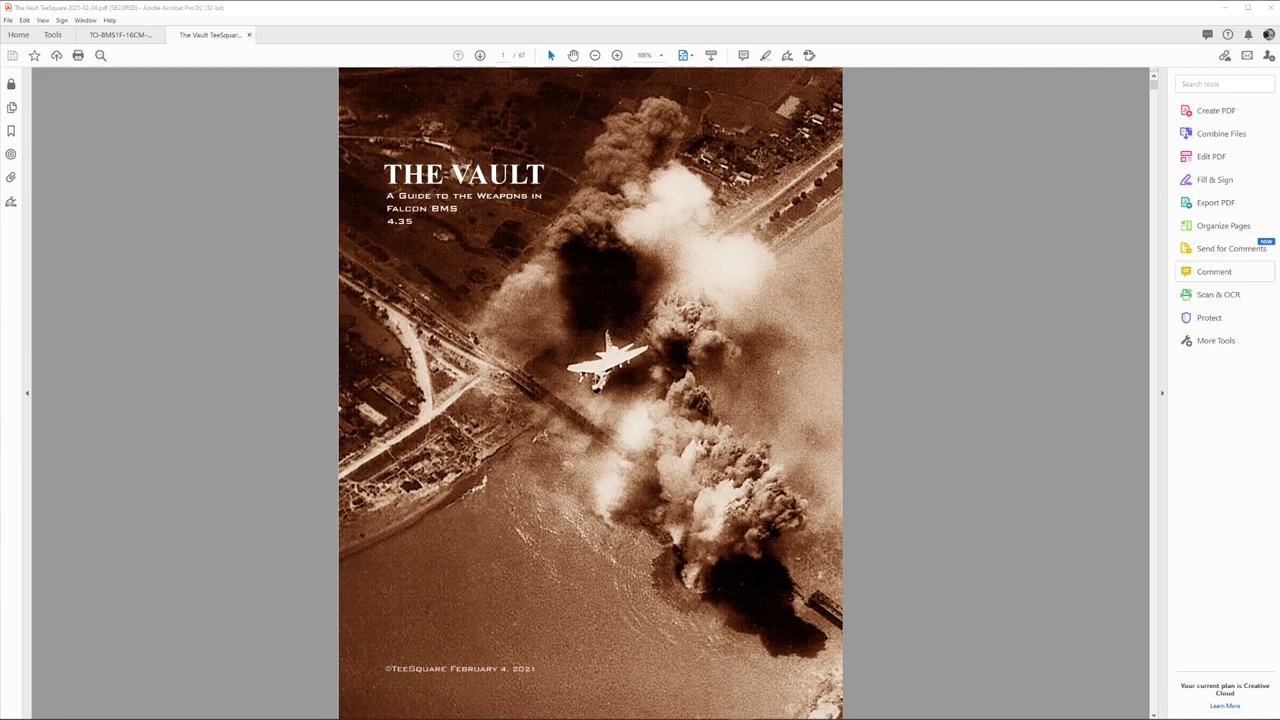 The Vault TeeSquare 2021-02-04.pdf (SECURED) - Adobe Acrobat Pro DC (32-bit)
File Edit View Sign Window Help
Home Tools TO-BMS1F-16CM-... The Vault TeeSquar... ×
1 / 67 108%
THE VAULT
A Guide to the Weapons in
Falcon BMS
4.35
©TeeSquare February 4, 2021
Search tools
Create PDF
Combine Files
Edit PDF
Fill & Sign
Export PDF
Organize Pages
NEW
Send for Comments
Comment
Scan & OCR
Protect
More Tools
Your current plan is Creative
Cloud
Learn More